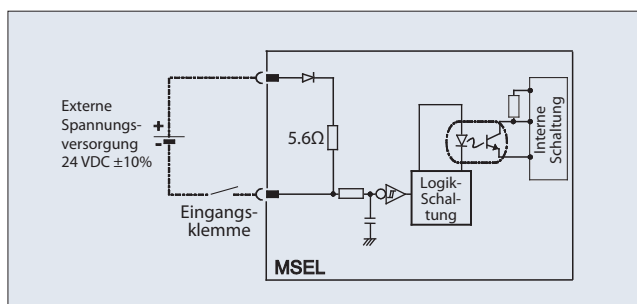 Externe
Spannungs-
versorgung
24 VDC ±10%
+
-
5.6Ω
Eingangs-
klemme
Logik-
Schal-
tung
Interne
Schaltung
MSEL